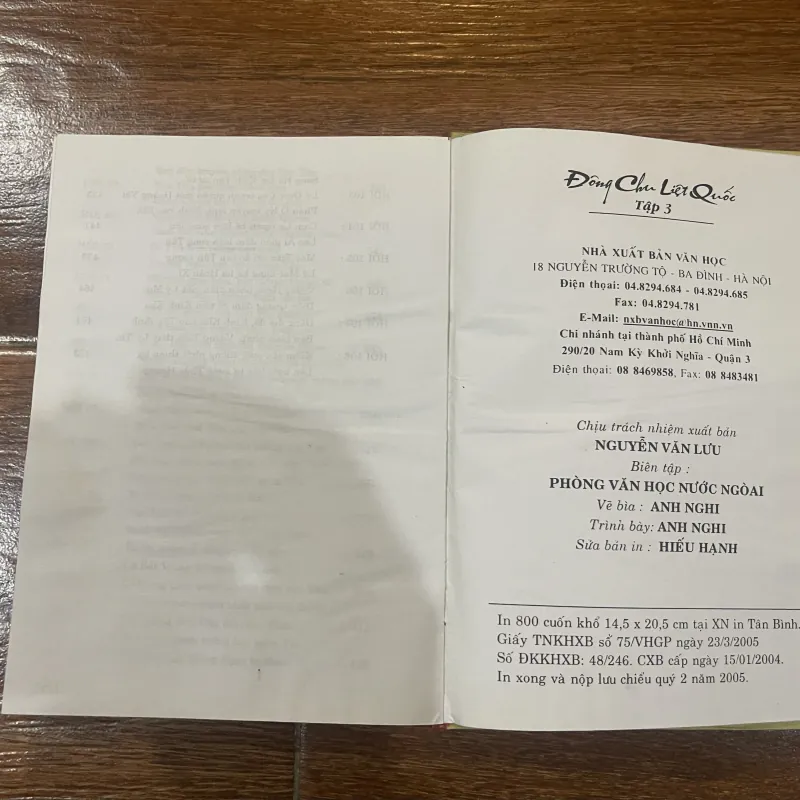 Đông Chu Liệt Quốc
Tập 3
NHÀ XUẤT BẢN VĂN HỌC
18 NGUYỄN TRƯỜNG TỘ - BA ĐÌNH - HÀ NỘI
Điện thọai: 04.8294.684 - 04.8294.685
Fax: 04.8294.781
E-Mail: nxbvanhoc@hn.vnn.vn
Chi nhánh tại thành phố Hồ Chí Minh
290/20 Nam Kỳ Khởi Nghĩa - Quận 3
Điện thoại: 08 8469858, Fax: 08 8483481
Chịu trách nhiệm xuất bản
NGUYỄN VĂN LƯU
Biên tập :
PHÒNG VĂN HỌC NƯỚC NGÒAI
Vẽ bìa : ANH NGHI
Trình bày: ANH NGHI
Sửa bản in : HIẾU HẠNH
In 800 cuốn khổ 14,5 x 20,5 cm tại XN in Tân Bình.
Giấy TNKHXB số 75/VHGP ngày 23/3/2005
Số ĐKKHXB: 48/246. CXB cấp ngày 15/01/2004.
In xong và nộp lưu chiểu quý 2 năm 2005.